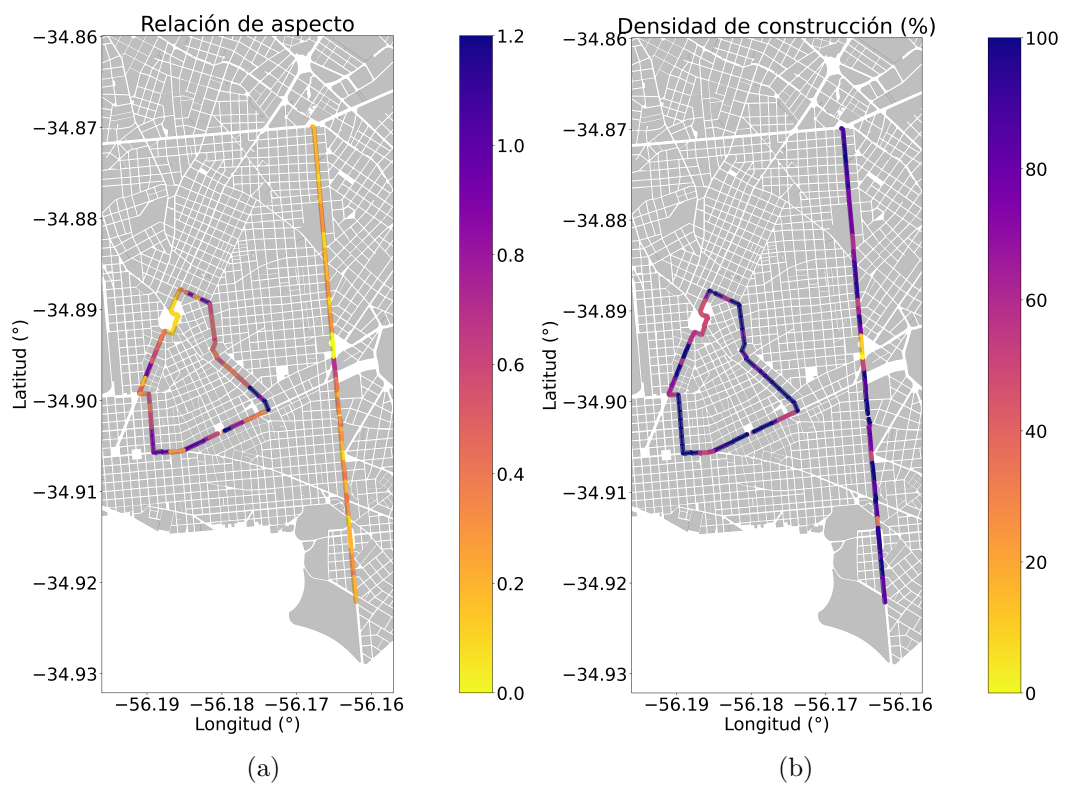 Relación de aspecto
−34.86
−34.87
−34.88
−34.89
−34.90
−34.91
−34.92
−34.93
Latitud (°)
−56.19 −56.18 −56.17 −56.16
Longitud (°)
1.2
1.0
0.8
0.6
0.4
0.2
0.0
(a)
Densidad de construcción (%)
−34.86
−34.87
−34.88
−34.89
−34.90
−34.91
−34.92
−34.93
Latitud (°)
−56.19 −56.18 −56.17 −56.16
Longitud (°)
100
80
60
40
20
0
(b)